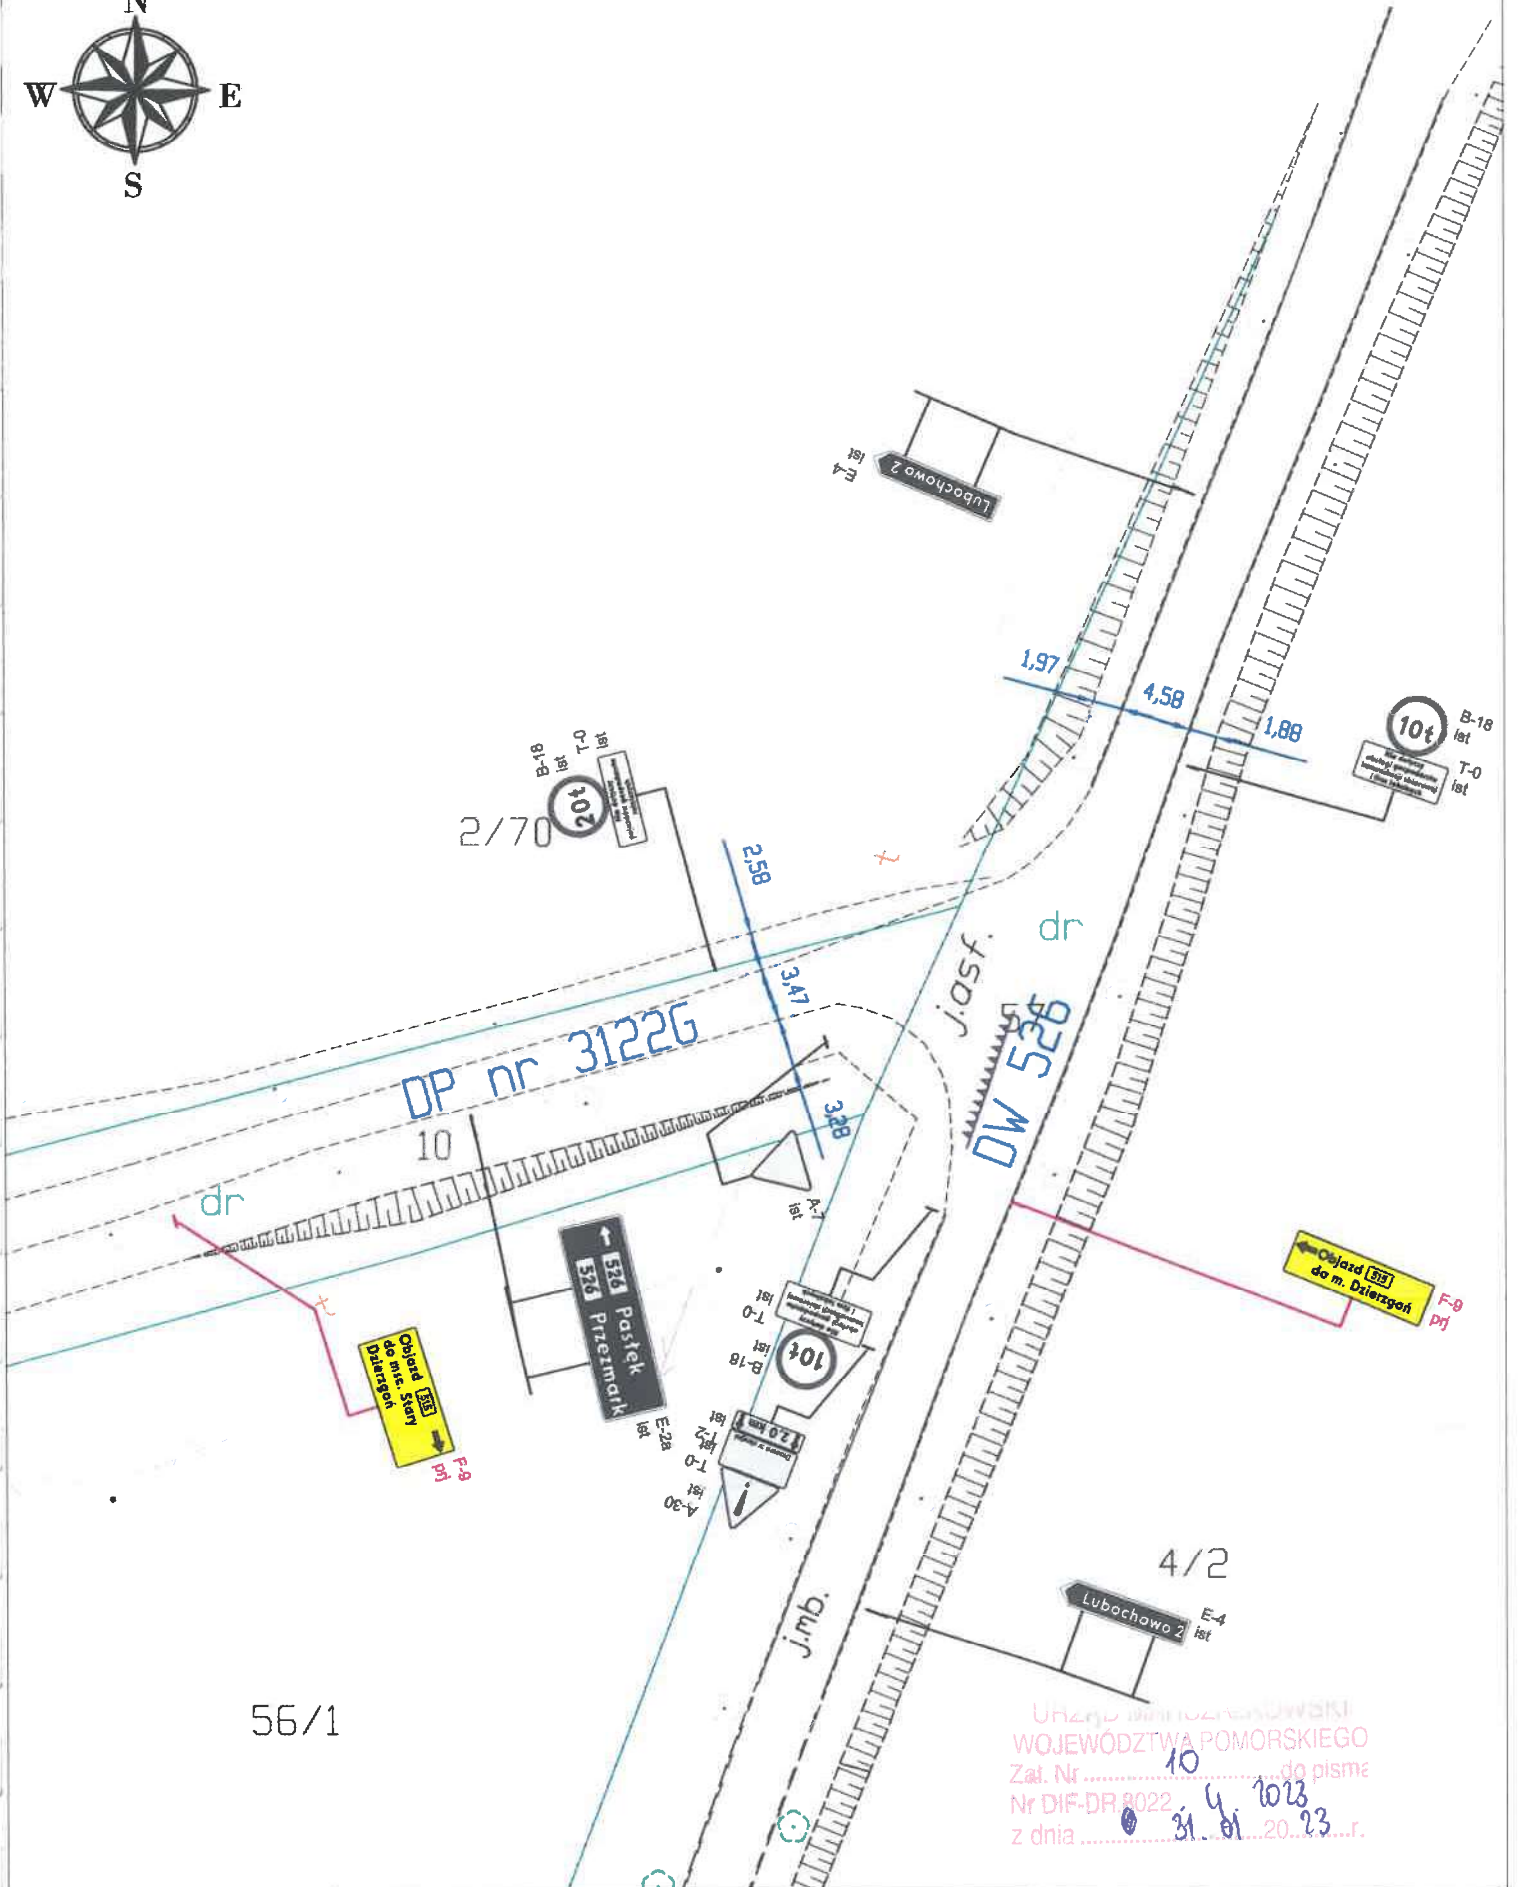 N
W
E
S
Lubochowo 2
E-4
ist
1,97
4,58
1,88
10t
B-18
ist
T-0
ist
Nie dotyczy
B-18
ist
T-0
ist
20t
2/70
2,58
t
3,47
dr
j.asf.
DW 526
DP nr 3122G
3,28
10
dr
A-7
ist
t
526 Pasłęk
526 Przezmark
E-2a
ist
Objazd 515
do msc. Stary
Dzierzgoń
F-9
prj
Objazd 515
do m. Dzierzgoń
F-9
prj
T-0
ist
B-18
ist
10t
2,0 km
T-2
ist
T-0
ist
A-30
ist
4/2
Lubochowo 2
E-4
ist
j.mb.
56/1
WOJEWÓDZTWA POMORSKIEGO
Zał. Nr 10 do pisma
Nr DIF-DR.8022. 4. 2023
z dnia 31. 01 2023 r.